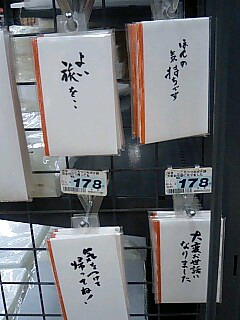 よい
旅を…
ほんの
気持ちです
178
178
気をつけて
帰ってね!
大変お世話に
なりました